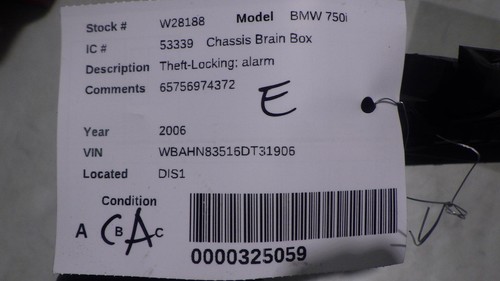 Stock # W28188 Model BMW 750i
IC # 53339 Chassis Brain Box
Description Theft-Locking: alarm
Comments 65756974372
E
Year 2006
VIN WBAHN83516DT31906
Located DIS1
Condition
A B C
A
0000325059